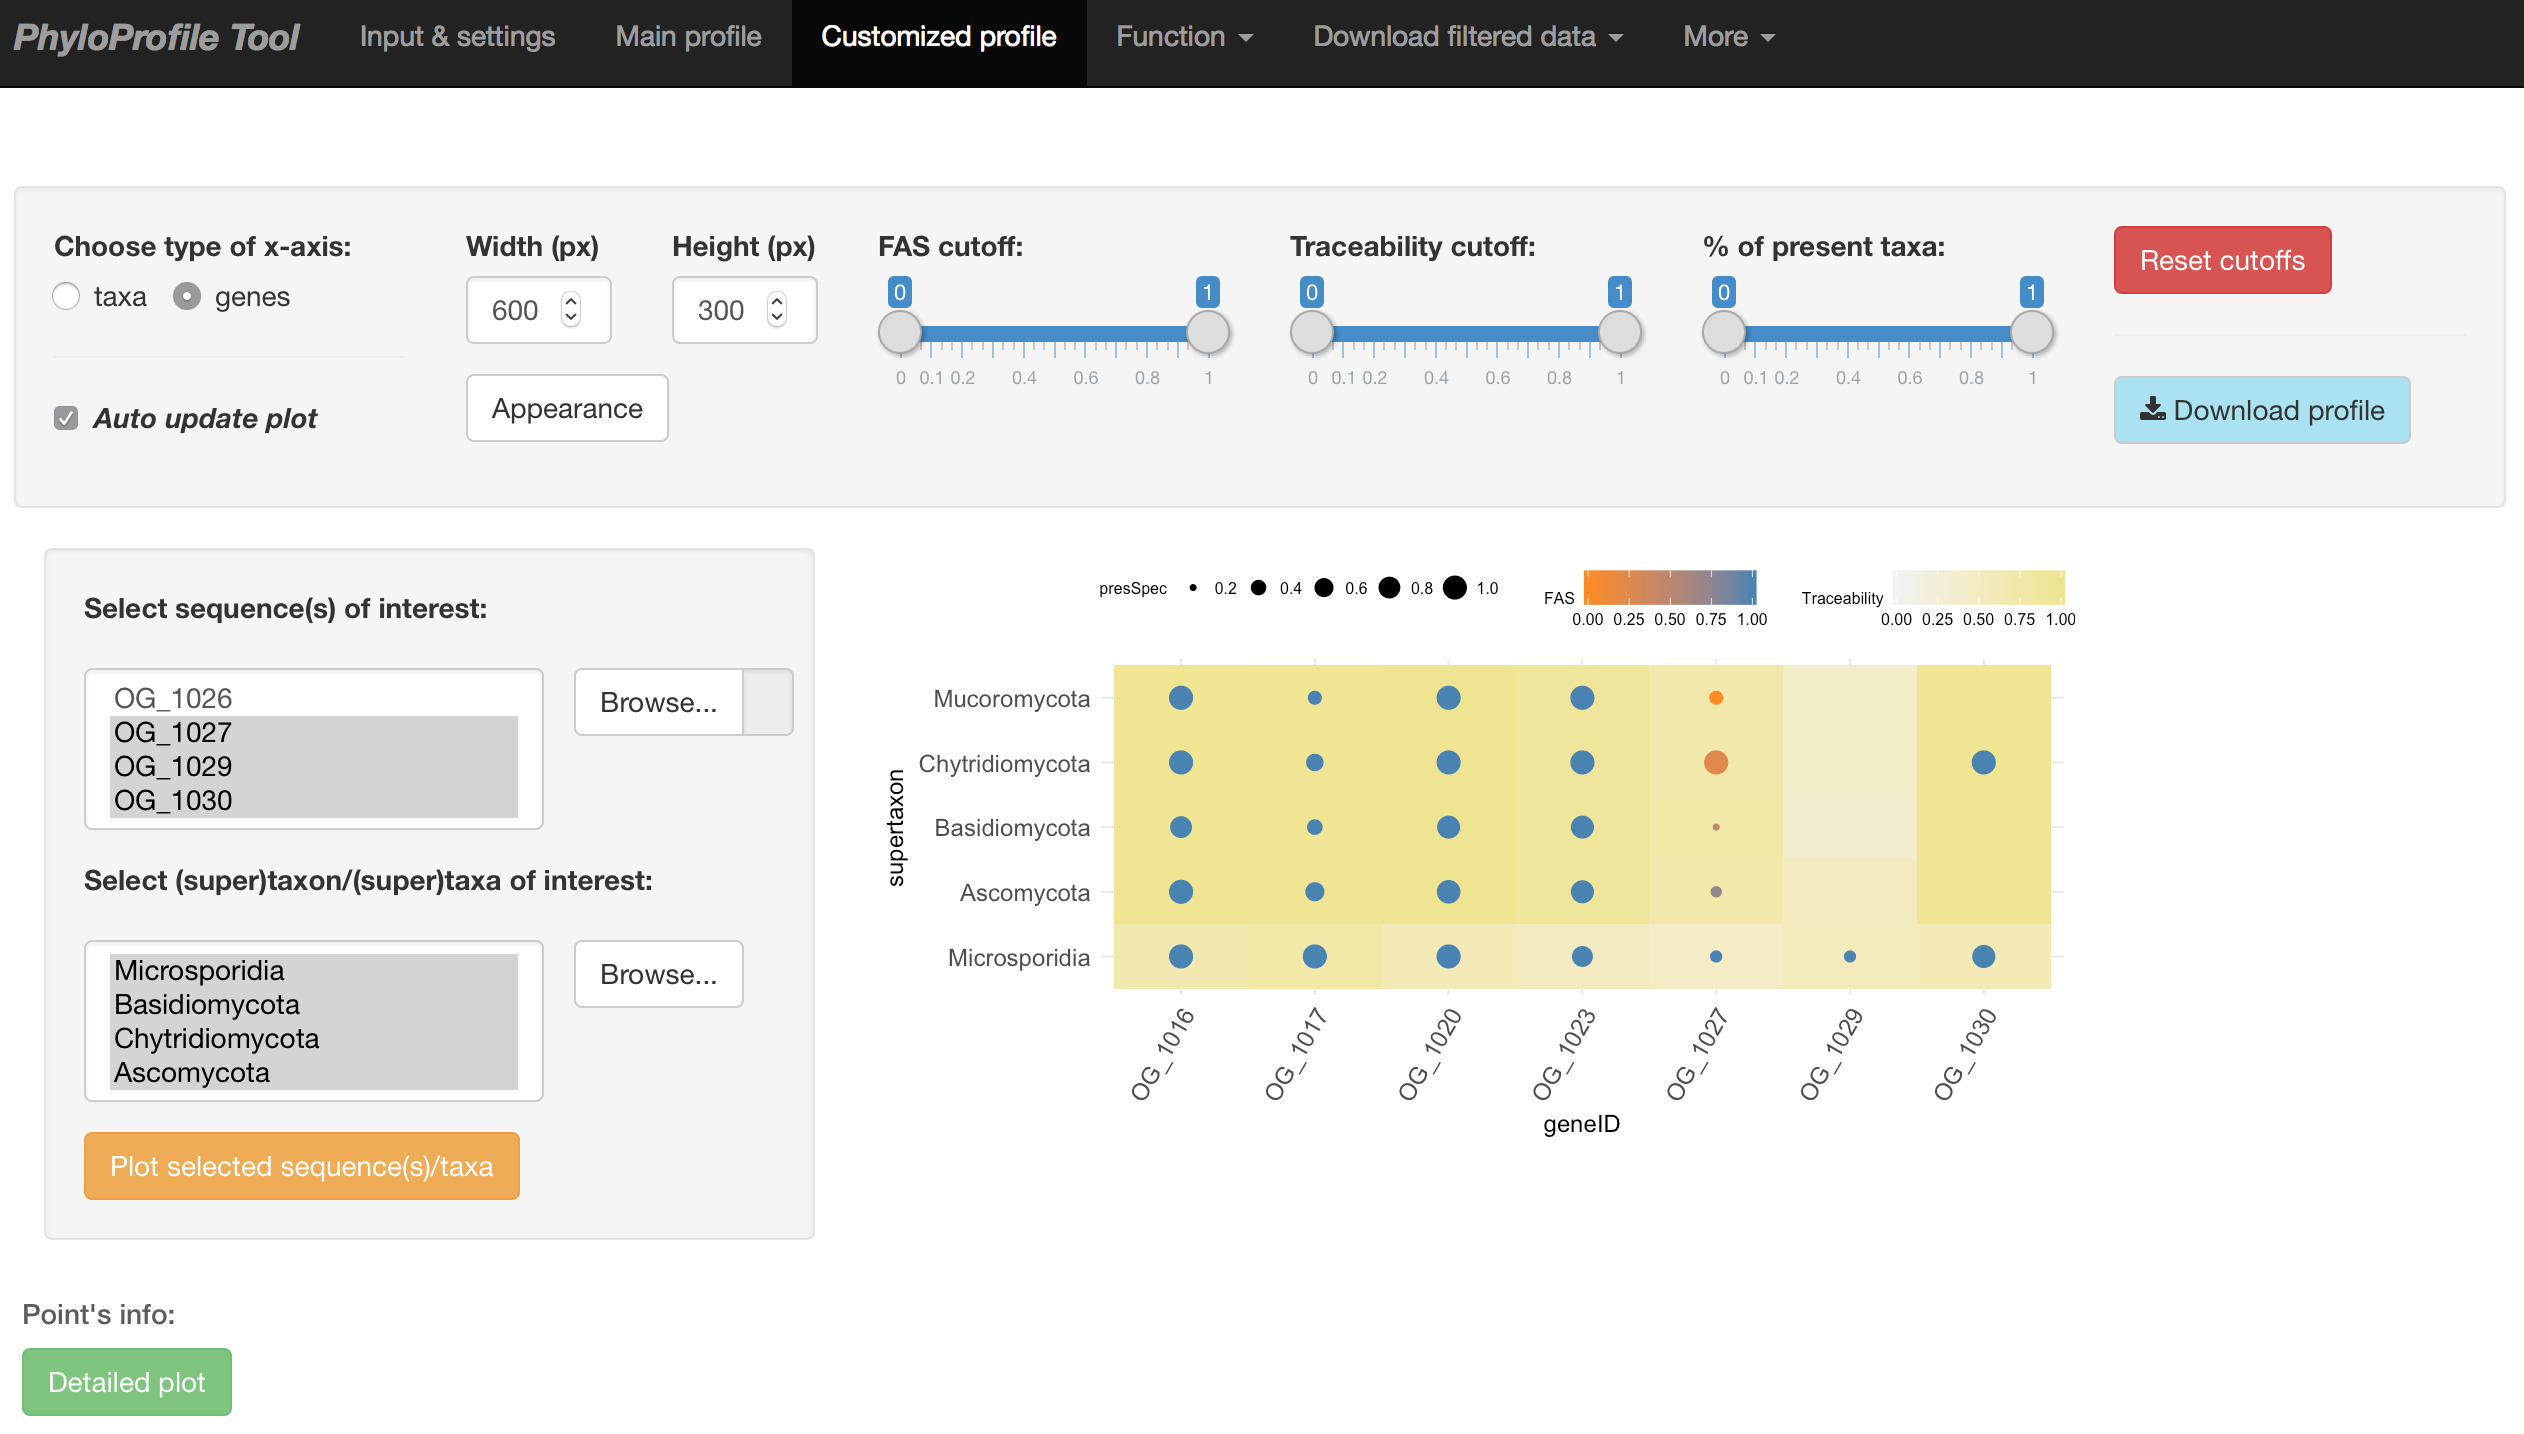 PhyloProfile Tool Input & settings Main profile Customized profile Function Download filtered data More
Choose type of x-axis: Width (px) Height (px) FAS cutoff: Traceability cutoff: % of present taxa: Reset cutoffs
taxa genes 600 300 0 1 0 1 0 1
0 0.1 0.2 0.4 0.6 0.8 1 0 0.1 0.2 0.4 0.6 0.8 1 0 0.1 0.2 0.4 0.6 0.8 1
Auto update plot Appearance Download profile
Select sequence(s) of interest:
OG_1026
OG_1027
OG_1029
OG_1030
Browse...
Select (super)taxon/(super)taxa of interest:
Microsporidia
Basidiomycota
Chytridiomycota
Ascomycota
Browse...
Plot selected sequence(s)/taxa
presSpec 0.2 0.4 0.6 0.8 1.0
FAS
0.00 0.25 0.50 0.75 1.00
Traceability
0.00 0.25 0.50 0.75 1.00
supertaxon
Mucoromycota
Chytridiomycota
Basidiomycota
Ascomycota
Microsporidia
OG_1016 OG_1017 OG_1020 OG_1023 OG_1027 OG_1029 OG_1030
geneID
Point's info:
Detailed plot